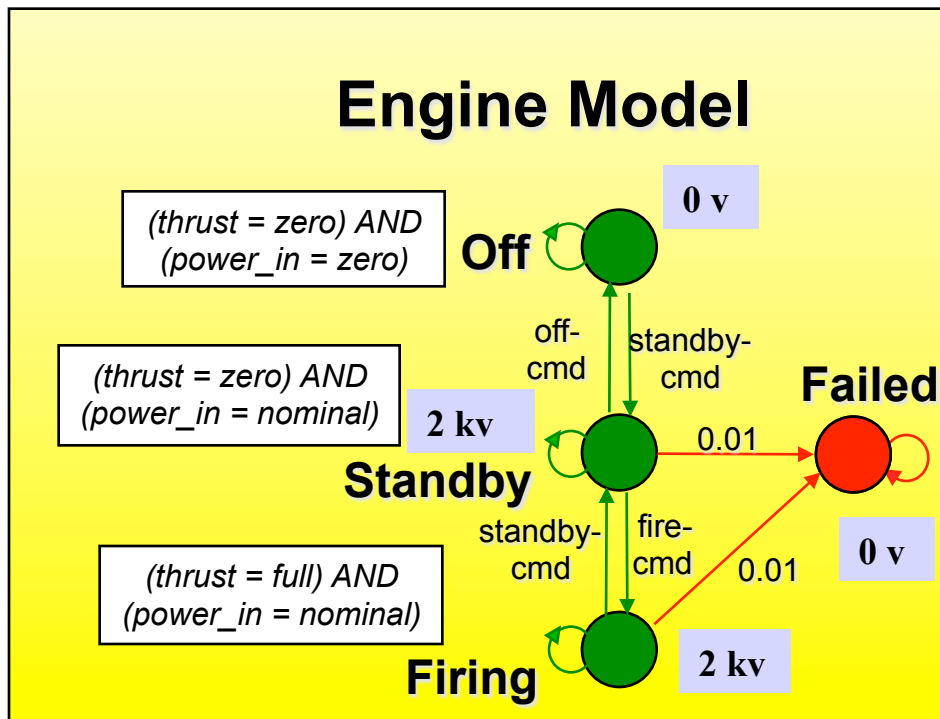 Engine Model
0 v
(thrust = zero) AND
(power_in = zero)
Off
off-
cmd
standby-
cmd
(thrust = zero) AND
(power_in = nominal)
2 kv
Failed
0.01
Standby
standby-
cmd
fire-
cmd
0.01
0 v
(thrust = full) AND
(power_in = nominal)
Firing
2 kv